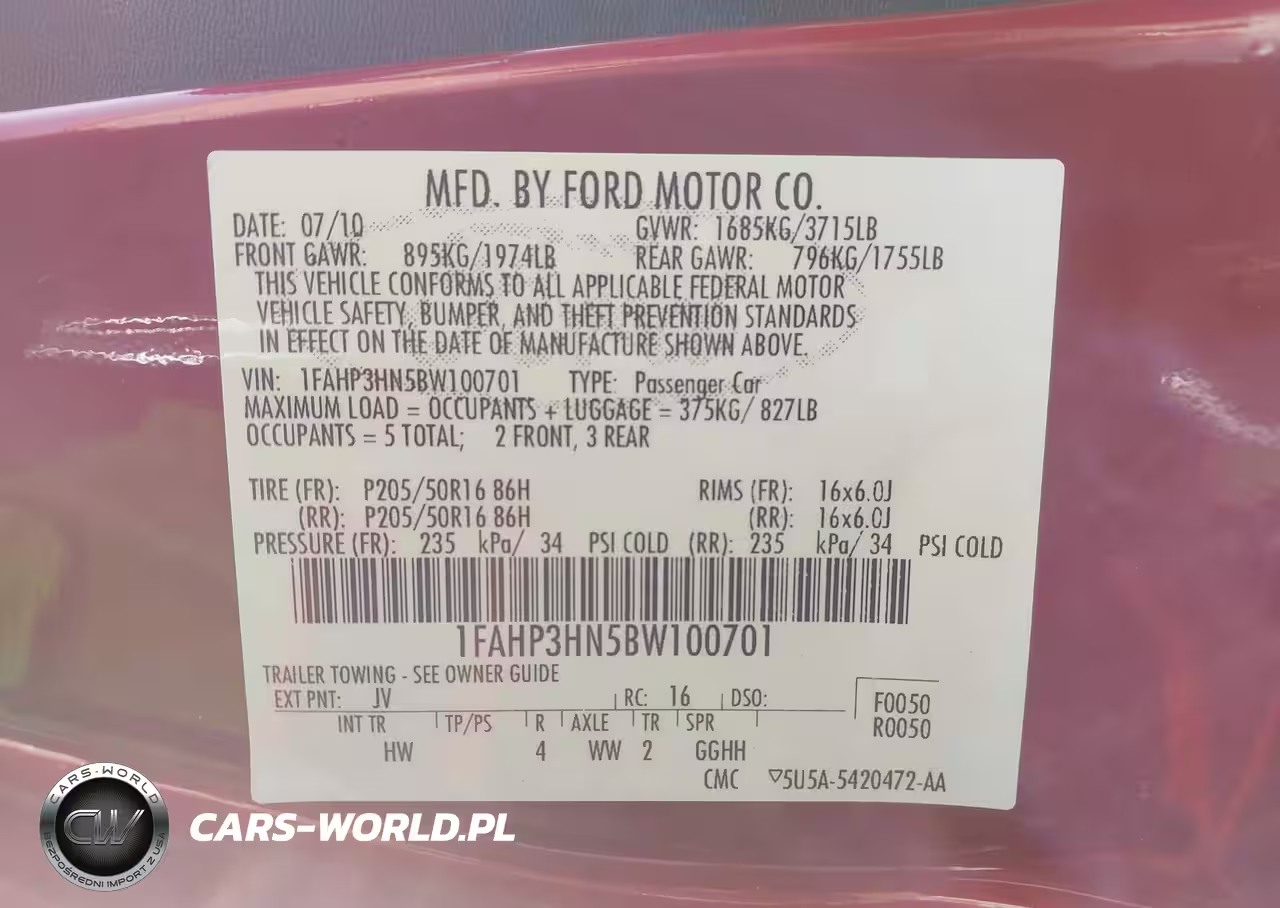 MFD. BY FORD MOTOR CO.
DATE: 07/10 GVWR: 1685KG/3715LB
FRONT GAWR: 895KG/1974LB REAR GAWR: 796KG/1755LB
THIS VEHICLE CONFORMS TO ALL APPLICABLE FEDERAL MOTOR
VEHICLE SAFETY, BUMPER, AND THEFT PREVENTION STANDARDS
IN EFFECT ON THE DATE OF MANUFACTURE SHOWN ABOVE.
VIN: 1FAHP3HN5BW100701 TYPE: Passenger Car
MAXIMUM LOAD = OCCUPANTS + LUGGAGE = 375KG/ 827LB
OCCUPANTS = 5 TOTAL; 2 FRONT, 3 REAR
TIRE (FR): P205/50R16 86H RIMS (FR): 16x6.0J
(RR): P205/50R16 86H (RR): 16x6.0J
PRESSURE (FR): 235 kPa/ 34 PSI COLD (RR): 235 kPa/ 34 PSI COLD
1FAHP3HN5BW100701
TRAILER TOWING - SEE OWNER GUIDE
EXT PNT: JV RC: 16 DSO: F0050
INT TR TP/PS R AXLE TR SPR R0050
HW 4 WW 2 GGHH
CMC ▽5U5A-5420472-AA
CARS-WORLD
CW
BEZPOŚREDNI IMPORT Z USA
CARS-WORLD.PL